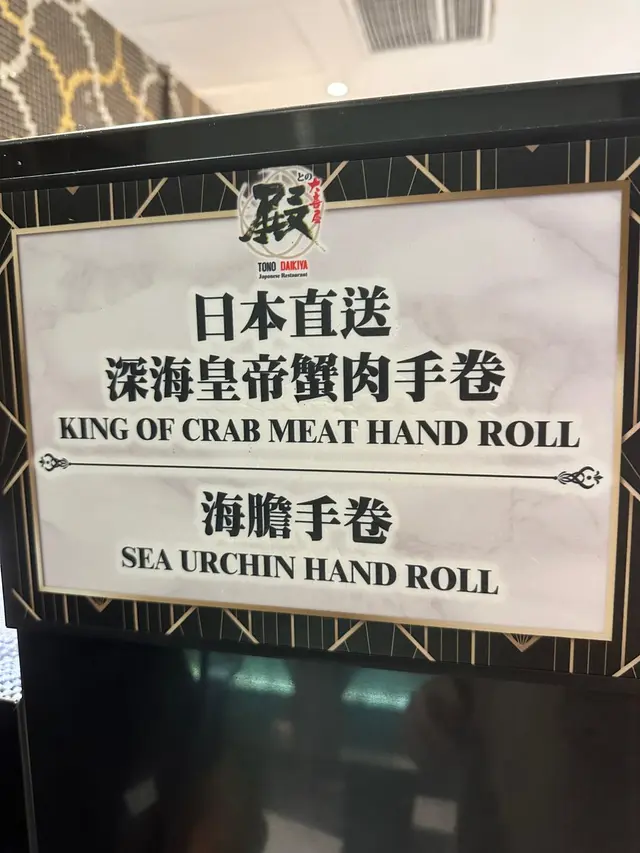 殿
との
大喜屋
TONO DAIKIYA
Japanese Restaurant
日本直送
深海皇帝蟹肉手卷
KING OF CRAB MEAT HAND ROLL
海膽手卷
SEA URCHIN HAND ROLL